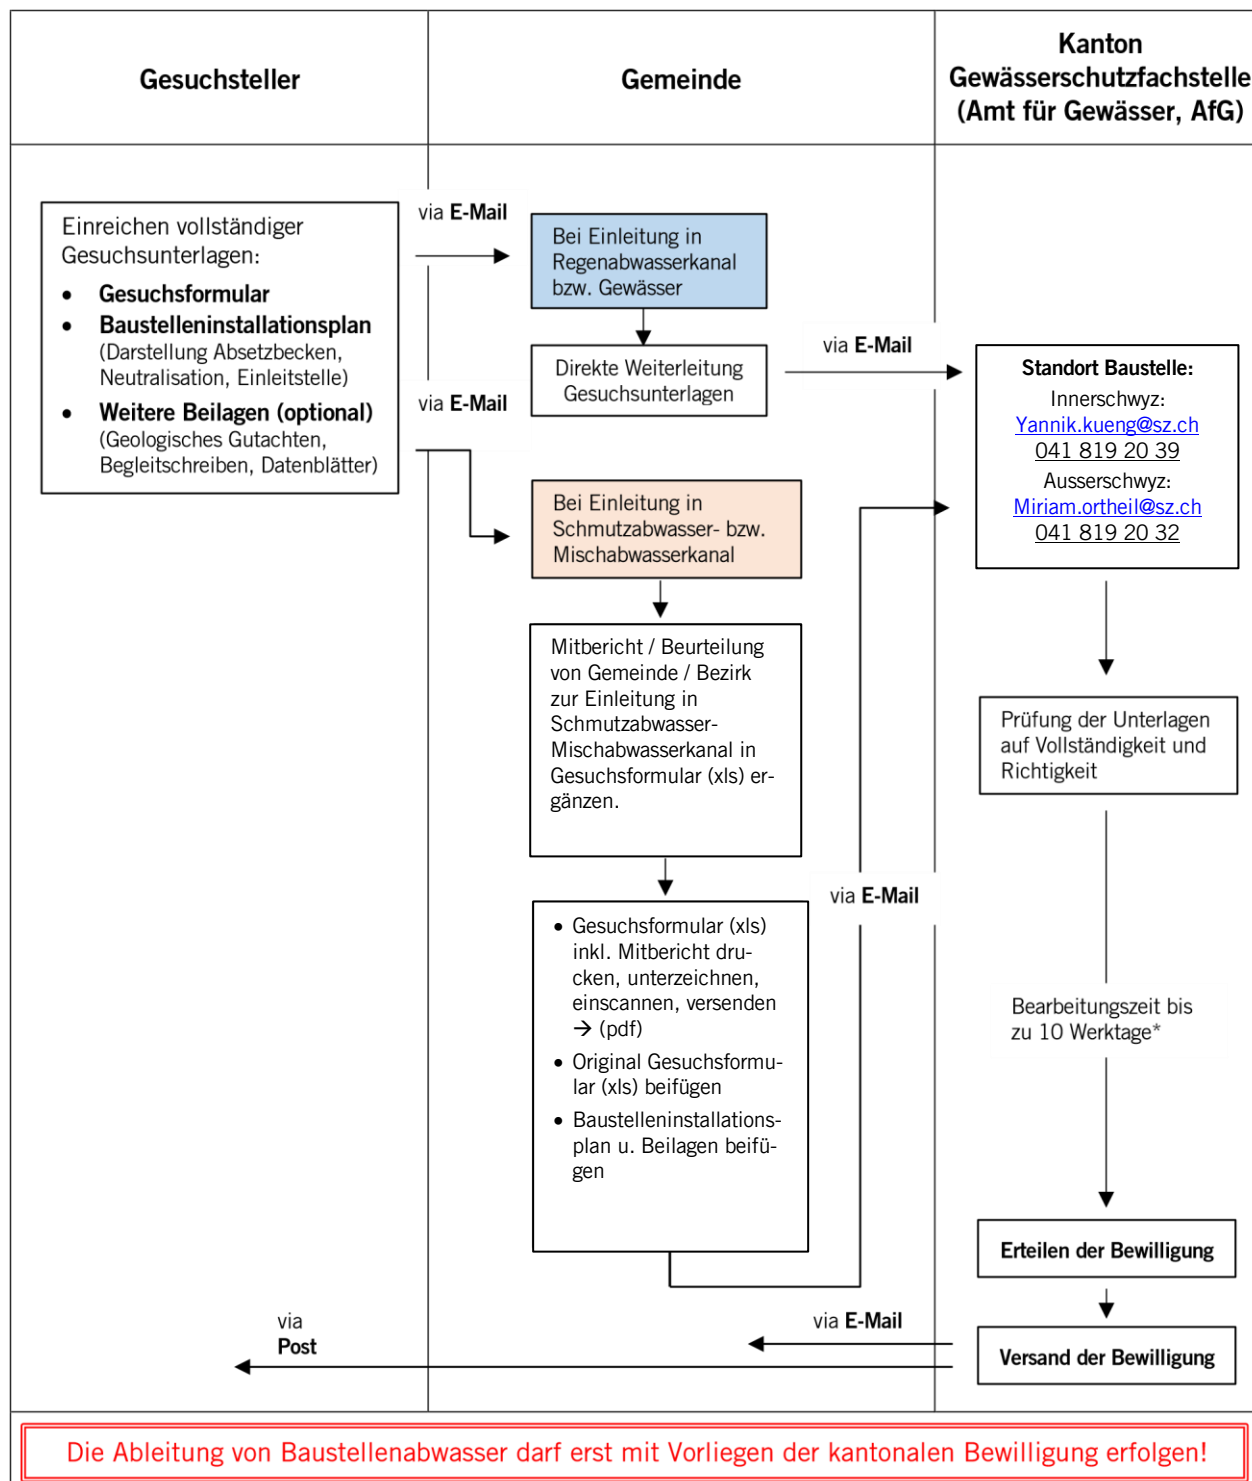 Gesuchsteller
Gemeinde
Kanton
Gewässerschutzfachstelle
(Amt für Gewässer, AfG)
Einreichen vollständiger
Gesuchsunterlagen:
• Gesuchsformular
• Baustelleninstallationsplan
(Darstellung Absetzbecken,
Neutralisation, Einleitstelle)
• Weitere Beilagen (optional)
(Geologisches Gutachten,
Begleitschreiben, Datenblätter)
via E-Mail
via E-Mail
Bei Einleitung in
Regenabwasserkanal
bzw. Gewässer
Direkte Weiterleitung
Gesuchsunterlagen
via E-Mail
Bei Einleitung in
Schmutzabwasser- bzw.
Mischabwasserkanal
Mitbericht / Beurteilung
von Gemeinde / Bezirk
zur Einleitung in
Schmutzabwasser-
Mischabwasserkanal in
Gesuchsformular (xls) er-
gänzen.
• Gesuchsformular (xls)
inkl. Mitbericht dru-
cken, unterzeichnen,
einscannen, versenden
→ (pdf)
• Original Gesuchsformu-
lar (xls) beifügen
• Baustelleninstallations-
plan u. Beilagen beifü-
gen
via E-Mail
Standort Baustelle:
Innerschwyz:
Yannik.kueng@sz.ch
041 819 20 39
Ausserschwyz:
Miriam.ortheil@sz.ch
041 819 20 32
Prüfung der Unterlagen
auf Vollständigkeit und
Richtigkeit
Bearbeitungszeit bis
zu 10 Werktage*
Erteilen der Bewilligung
Versand der Bewilligung
via E-Mail
via
Post
Die Ableitung von Baustellenabwasser darf erst mit Vorliegen der kantonalen Bewilligung erfolgen!